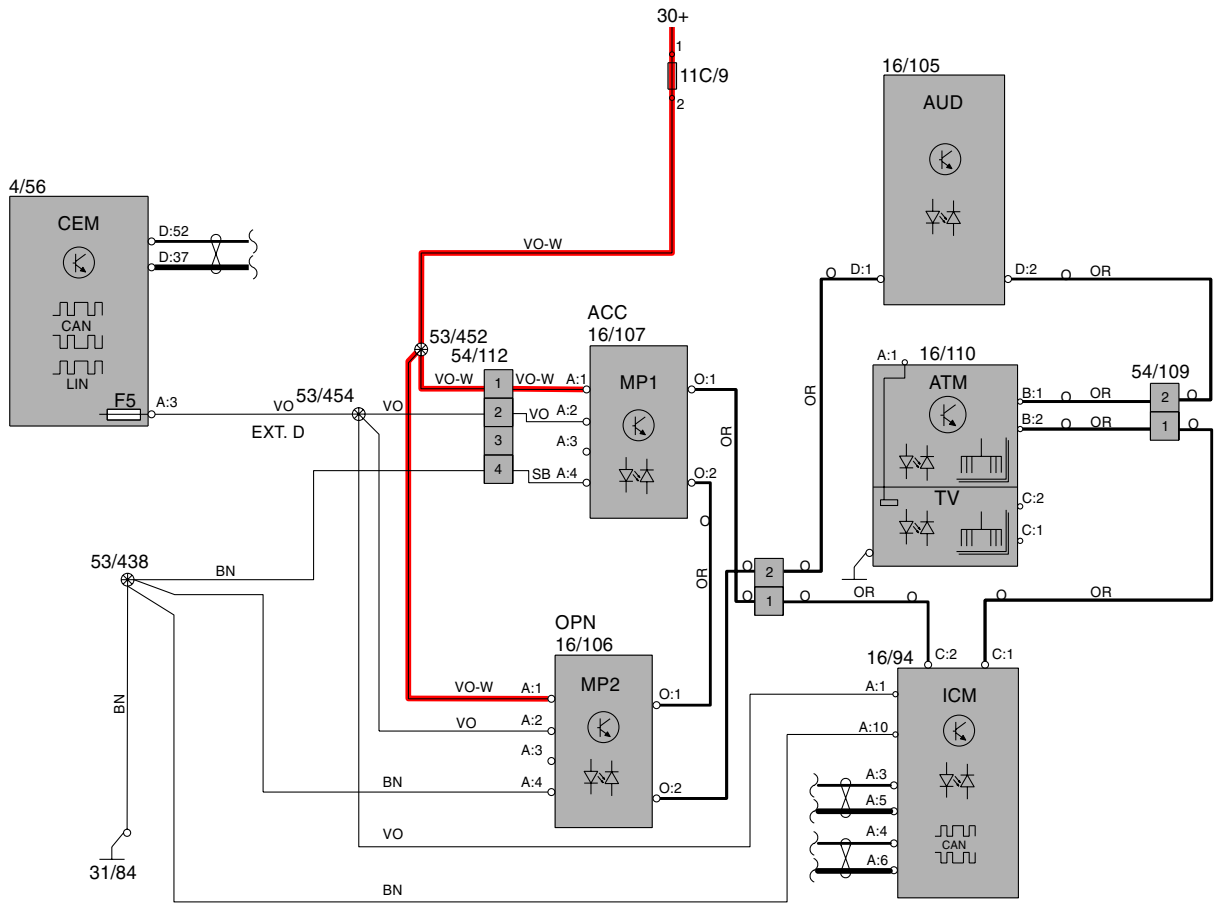 30+
1
11C/9
2
16/105
AUD
4/56
CEM
D:52
D:37
VO-W
D:1
O
D:2
O
OR
CAN
LIN
ACC
16/107
53/452
54/112
A:1
16/110
ATM
54/109
VO-W
1
VO-W
A:1
MP1
O:1
B:1
O
OR
2
O
F5
A:3
VO
53/454
VO
2
VO
A:2
OR
B:2
O
OR
1
O
EXT. D
3
A:3
OR
4
SB
A:4
O:2
TV
C:2
O
C:1
53/438
BN
OR
O
2
O
O
1
O
OR
O
O
OR
OPN
16/106
16/94
C:2
C:1
VO-W
A:1
MP2
O:1
A:1
ICM
BN
VO
A:2
A:10
A:3
A:3
BN
A:4
O:2
A:5
VO
A:4
CAN
A:6
31/84
BN